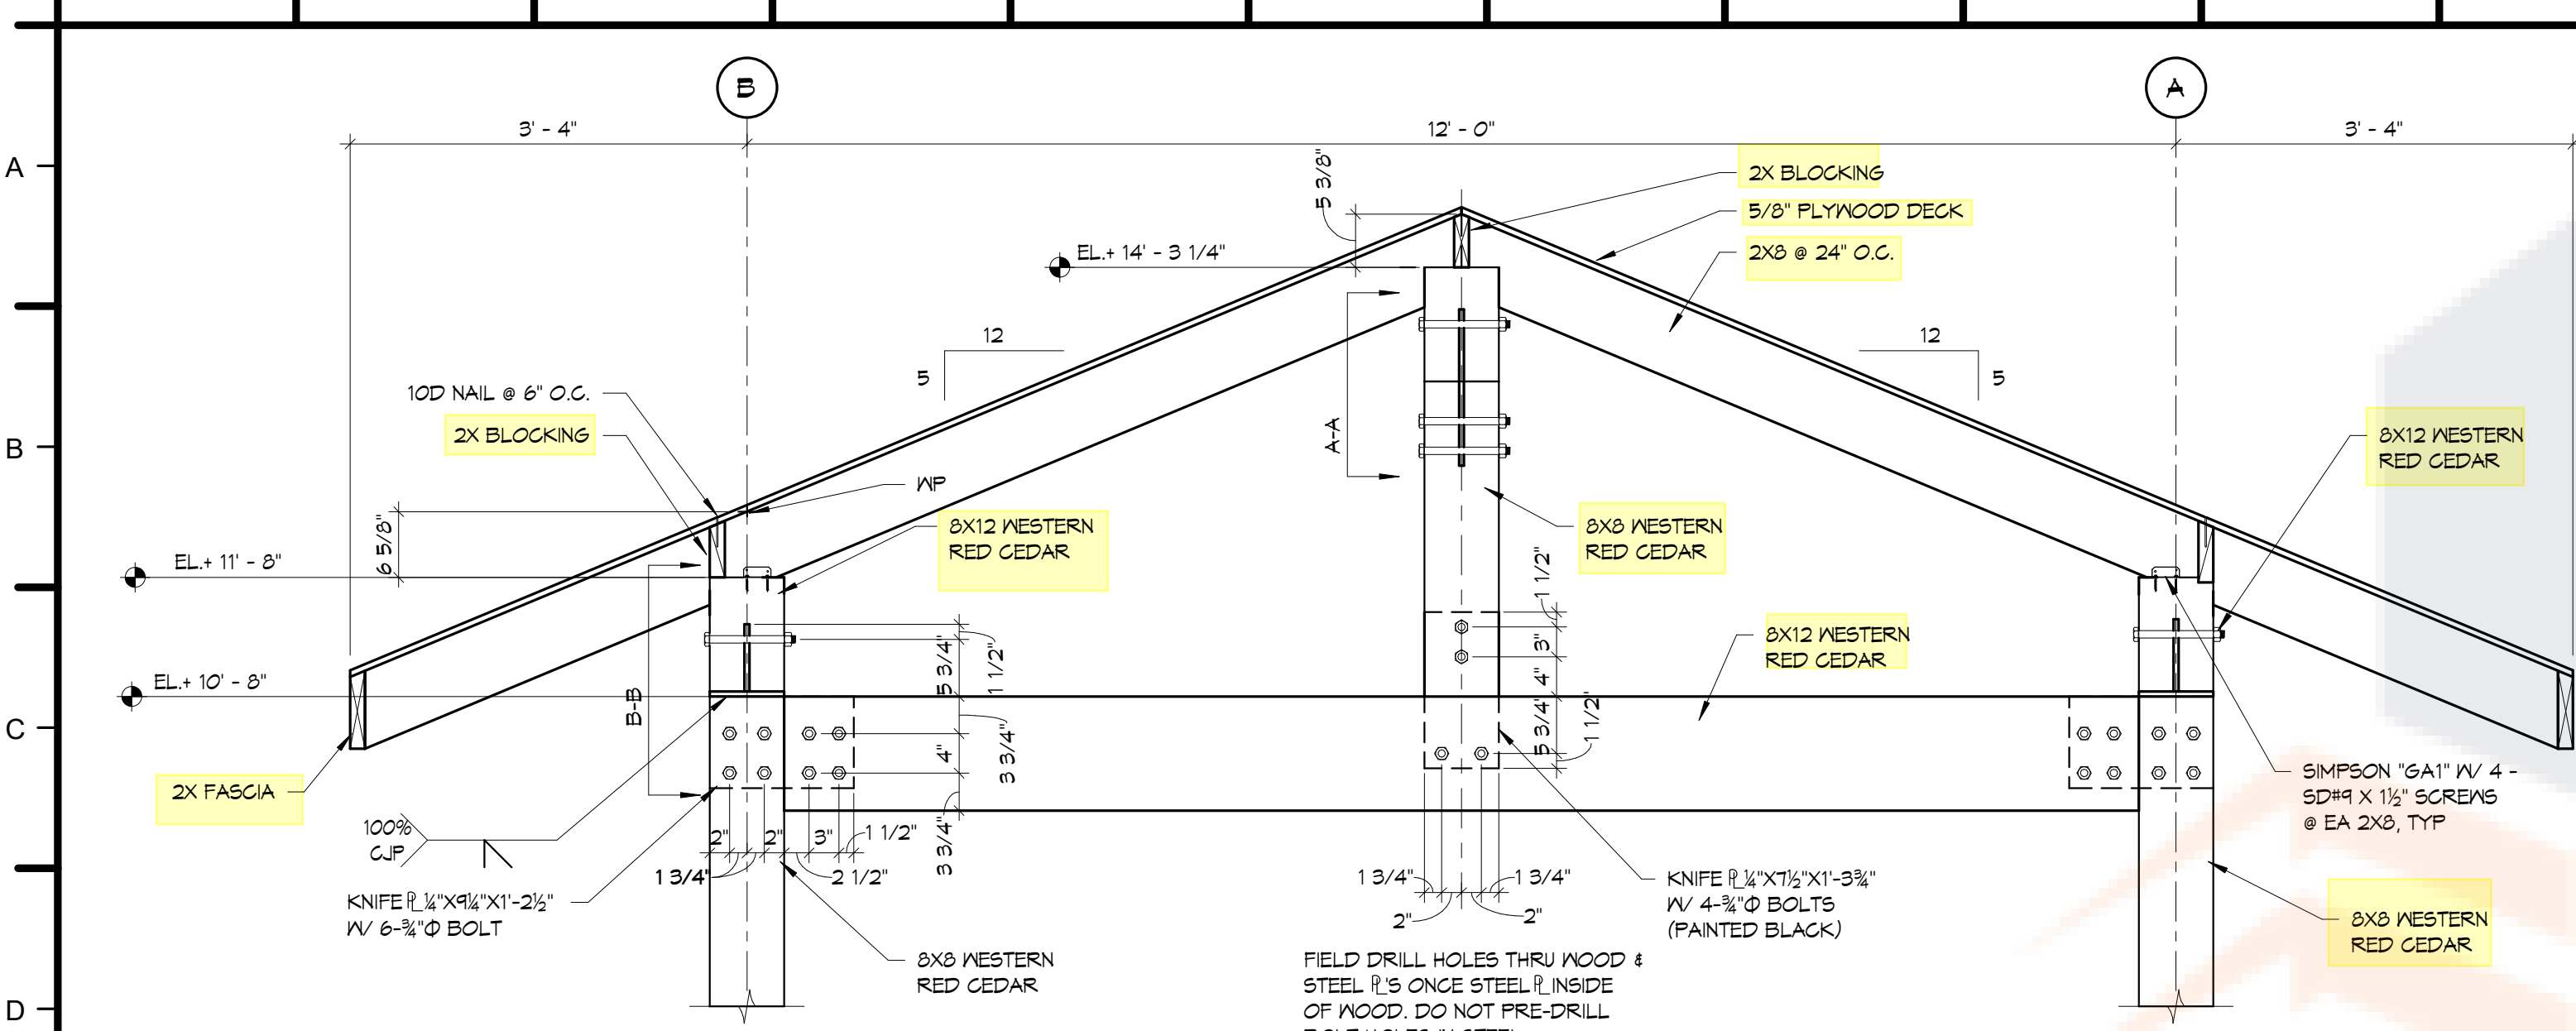 B
A
3' - 4"
12' - 0"
3' - 4"
A
5 3/8"
2X BLOCKING
5/8" PLYWOOD DECK
2X8 @ 24" O.C.
EL.+ 14' - 3 1/4"
12
5
12
5
10D NAIL @ 6" O.C.
2X BLOCKING
B
A-A
8X12 WESTERN
RED CEDAR
WP
6 5/8"
8X12 WESTERN
RED CEDAR
8X8 WESTERN
RED CEDAR
EL.+ 11' - 8"
1 1/2"
3"
4"
5 3/4"
1 1/2"
8X12 WESTERN
RED CEDAR
5 3/4"
1 1/2"
EL.+ 10' - 8"
B-B
C
3 3/4"
4"
3 3/4"
2X FASCIA
SIMPSON "GA1" W/ 4 -
SD#9 X 1½" SCREWS
@ EA 2X8, TYP
100%
CJP
2"
2"
3"
1 1/2"
1 3/4"
2 1/2"
1 3/4"
1 3/4"
2"
2"
KNIFE ℄ ¼"X9¼"X1'-2½"
W/ 6-¾"Φ BOLT
KNIFE ℄ ¼"X7½"X1'-3¾"
W/ 4-¾"Φ BOLTS
(PAINTED BLACK)
8X8 WESTERN
RED CEDAR
8X8 WESTERN
RED CEDAR
FIELD DRILL HOLES THRU WOOD &
STEEL ℄'S ONCE STEEL ℄ INSIDE
OF WOOD. DO NOT PRE-DRILL
BOLT HOLES IN STEEL
D